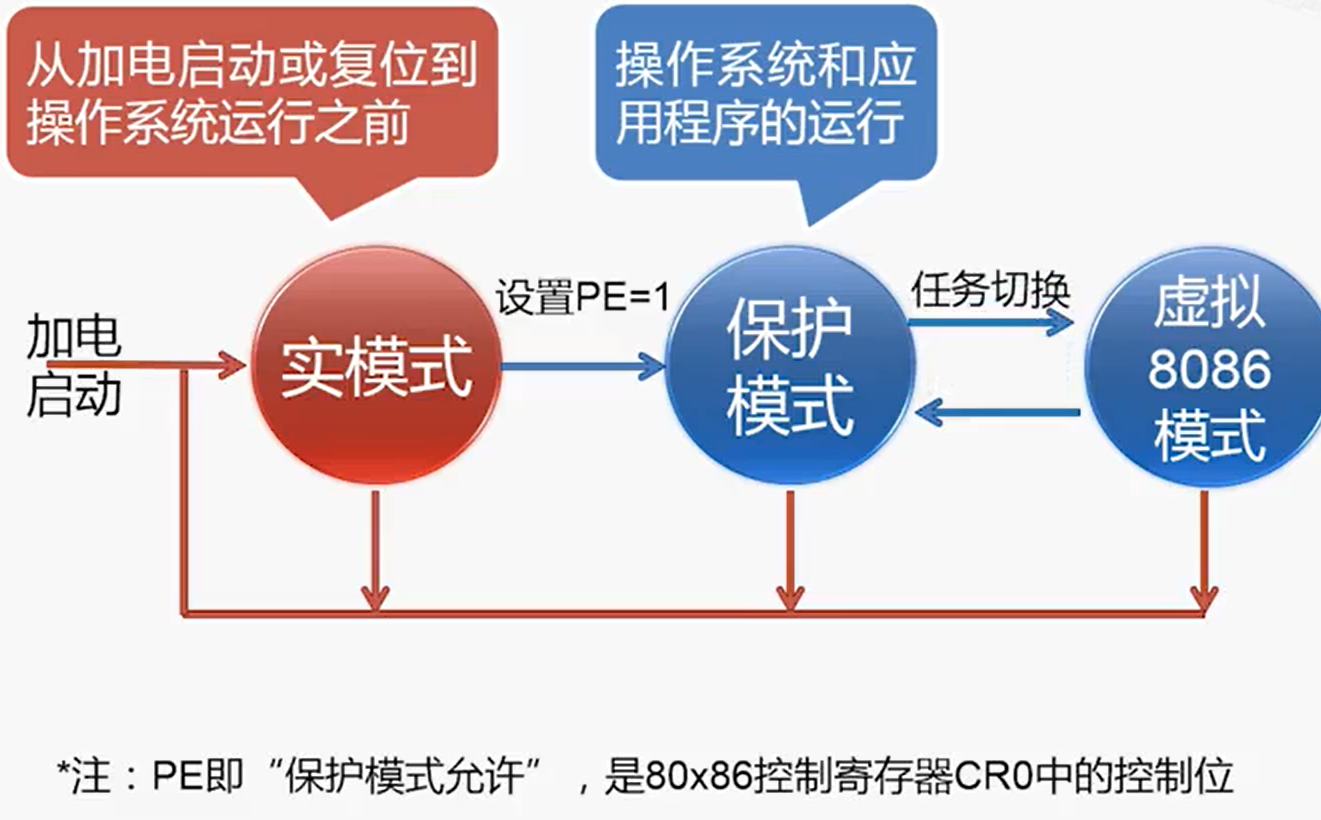 从加电启动或复位到
操作系统运行之前
操作系统和应
用程序的运行
加电
启动
实模式
设置PE=1
保护
模式
任务切换
虚拟
8086
模式
*注：PE即“保护模式允许”，是80x86控制寄存器CR0中的控制位